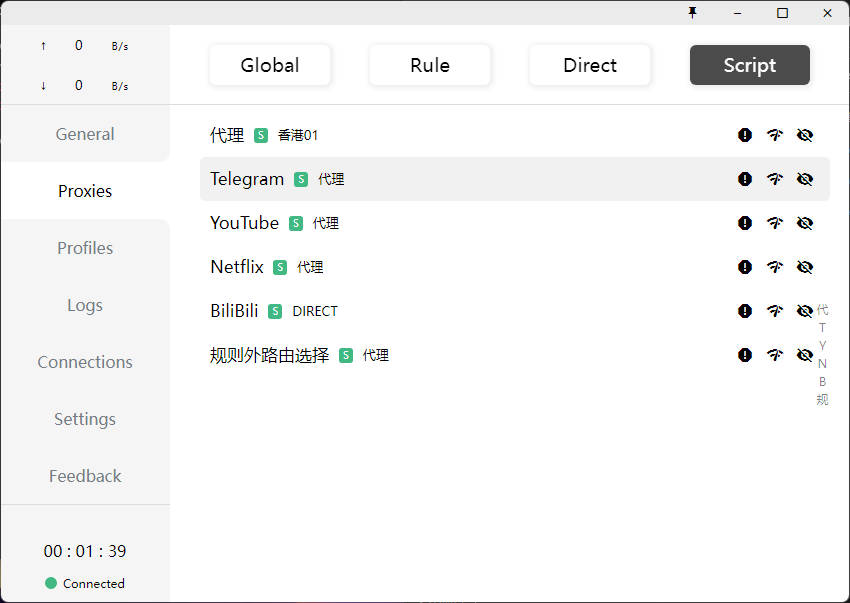 ↑ 0 B/s
↓ 0 B/s
General
Proxies
Profiles
Logs
Connections
Settings
Feedback
00 : 01 : 39
Connected
Global Rule Direct Script
代理 S 香港01
Telegram S 代理
YouTube S 代理
Netflix S 代理
BiliBili S DIRECT
规则外路由选择 S 代理
代
T
Y
N
B
规